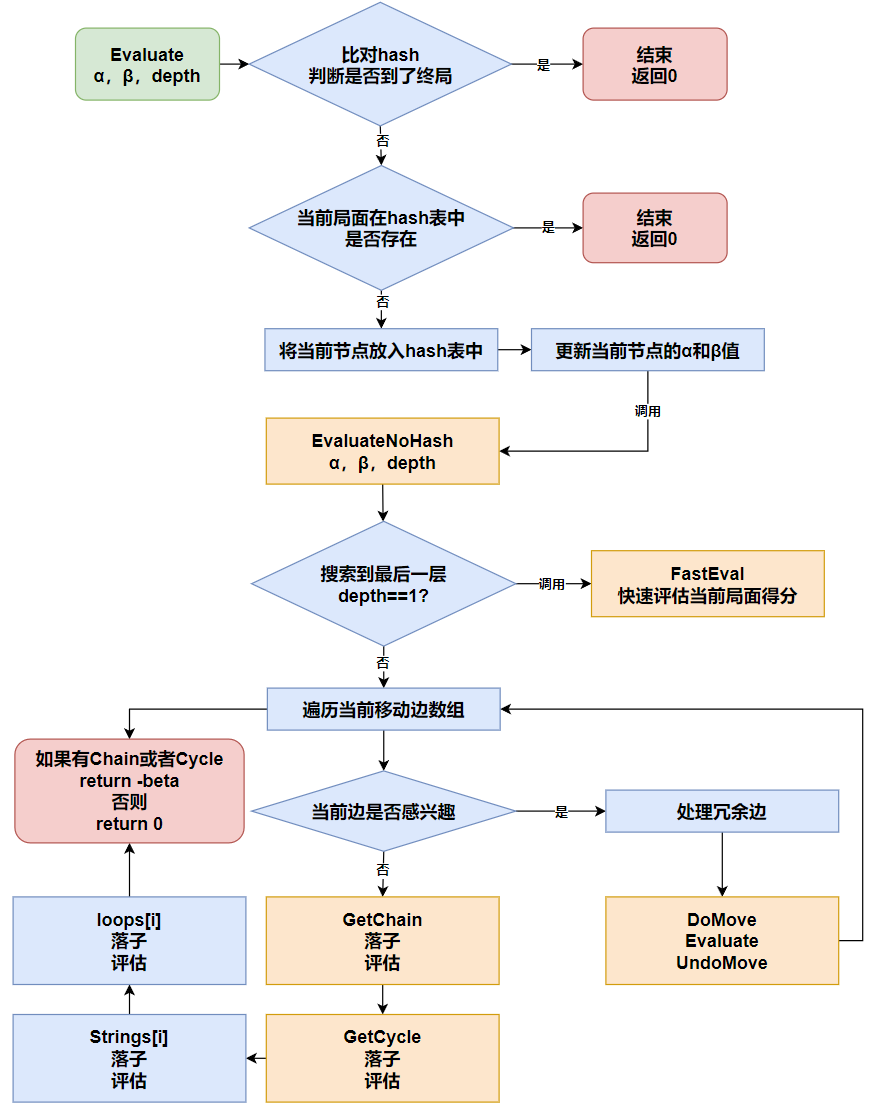 Evaluate
α，β，depth
比对hash
判断是否到了终局
是
结束
返回0
否
当前局面在hash表中
是否存在
是
结束
返回0
否
将当前节点放入hash表中
更新当前节点的α和β值
调用
EvaluateNoHash
α，β，depth
搜索到最后一层
depth==1?
调用
FastEval
快速评估当前局面得分
否
遍历当前移动边数组
如果有Chain或者Cycle
return -beta
否则
return 0
当前边是否感兴趣
是
处理冗余边
否
loops[i]
落子
评估
GetChain
落子
评估
DoMove
Evaluate
UndoMove
Strings[i]
落子
评估
GetCycle
落子
评估